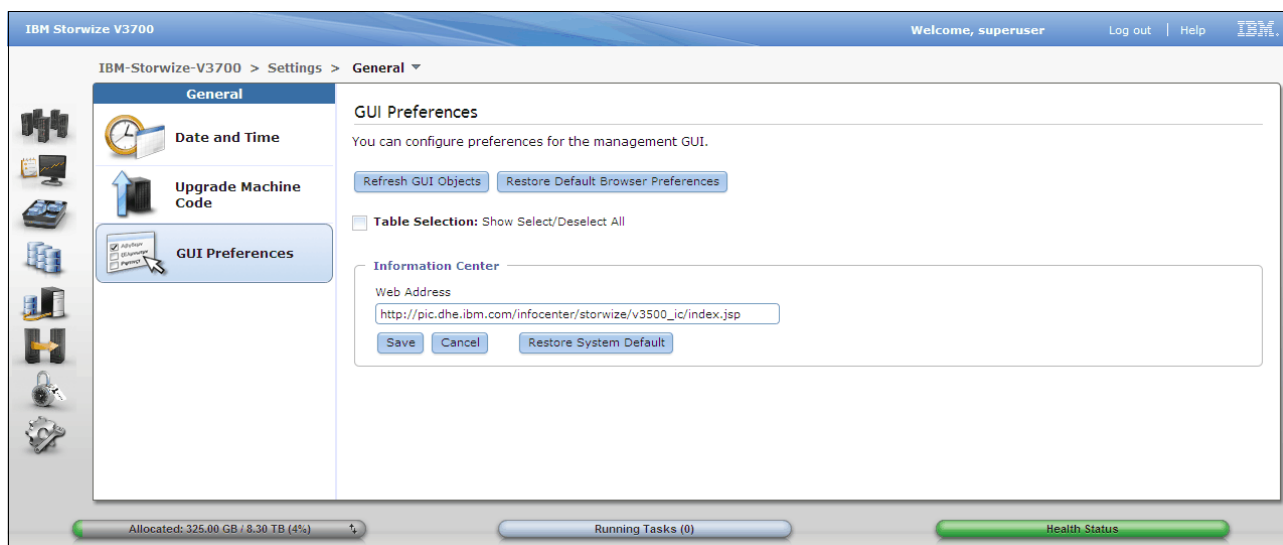 IBM Storwize V3700
Welcome, superuser
Log out | Help
IBM.
IBM-Storwize-V3700 > Settings > General
General
Date and Time
Upgrade Machine
Code
GUI Preferences
GUI Preferences
You can configure preferences for the management GUI.
Refresh GUI Objects
Restore Default Browser Preferences
Table Selection: Show Select/Deselect All
Information Center
Web Address
http://pic.dhe.ibm.com/infocenter/storwize/v3500_ic/index.jsp
Save
Cancel
Restore System Default
Allocated: 325.00 GB / 8.30 TB (4%)
Running Tasks (0)
Health Status